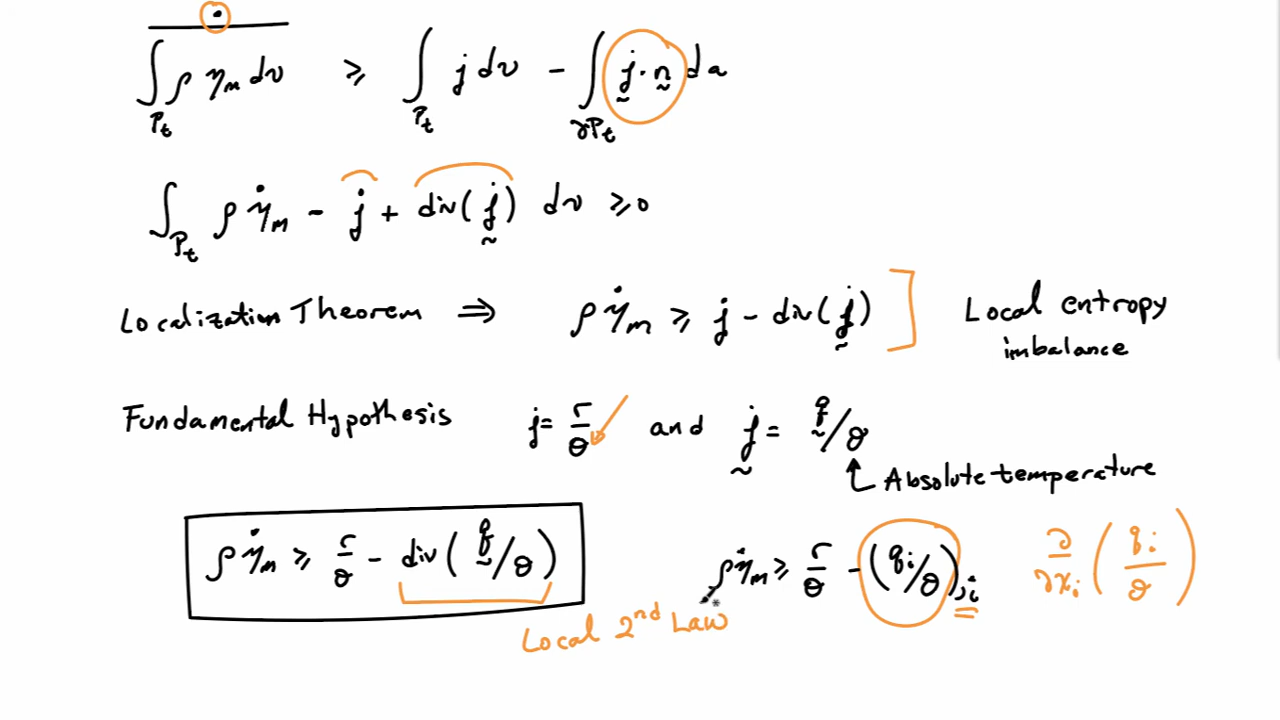 ∫_{P_t} ρ η_m dv ≥ ∫_{P_t} j dv - ∫_{∂P_t} j̰ · n̰ da
∫_{P_t} ρ η̇_m - j + div(j̰) dv ≥ 0
Localization Theorem ⇒ ρ η̇_m ≥ j - div(j̰) ] Local entropy
imbalance
Fundamental Hypothesis j = r/θ and j̰ = q̰/θ
Absolute temperature
ρ η̇_m ≥ r/θ - div(q̰/θ) ρ η̇_m ≥ r/θ - (q_i/θ),_i ∂/∂x_i (q_i/θ)
Local 2nd Law